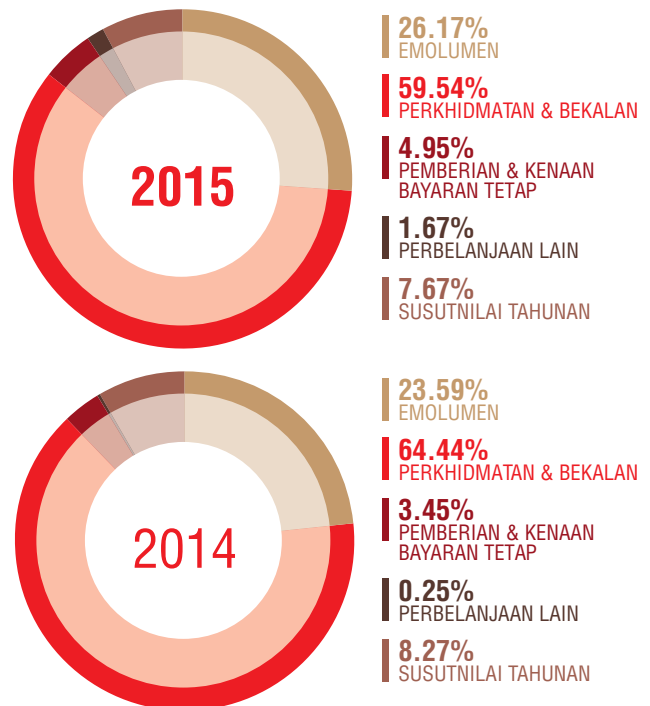 2015
26.17%
EMOLUMEN
59.54%
PERKHIDMATAN & BEKALAN
4.95%
PEMBERIAN & KENAAN
BAYARAN TETAP
1.67%
PERBELANJAAN LAIN
7.67%
SUSUTNILAI TAHUNAN
2014
23.59%
EMOLUMEN
64.44%
PERKHIDMATAN & BEKALAN
3.45%
PEMBERIAN & KENAAN
BAYARAN TETAP
0.25%
PERBELANJAAN LAIN
8.27%
SUSUTNILAI TAHUNAN